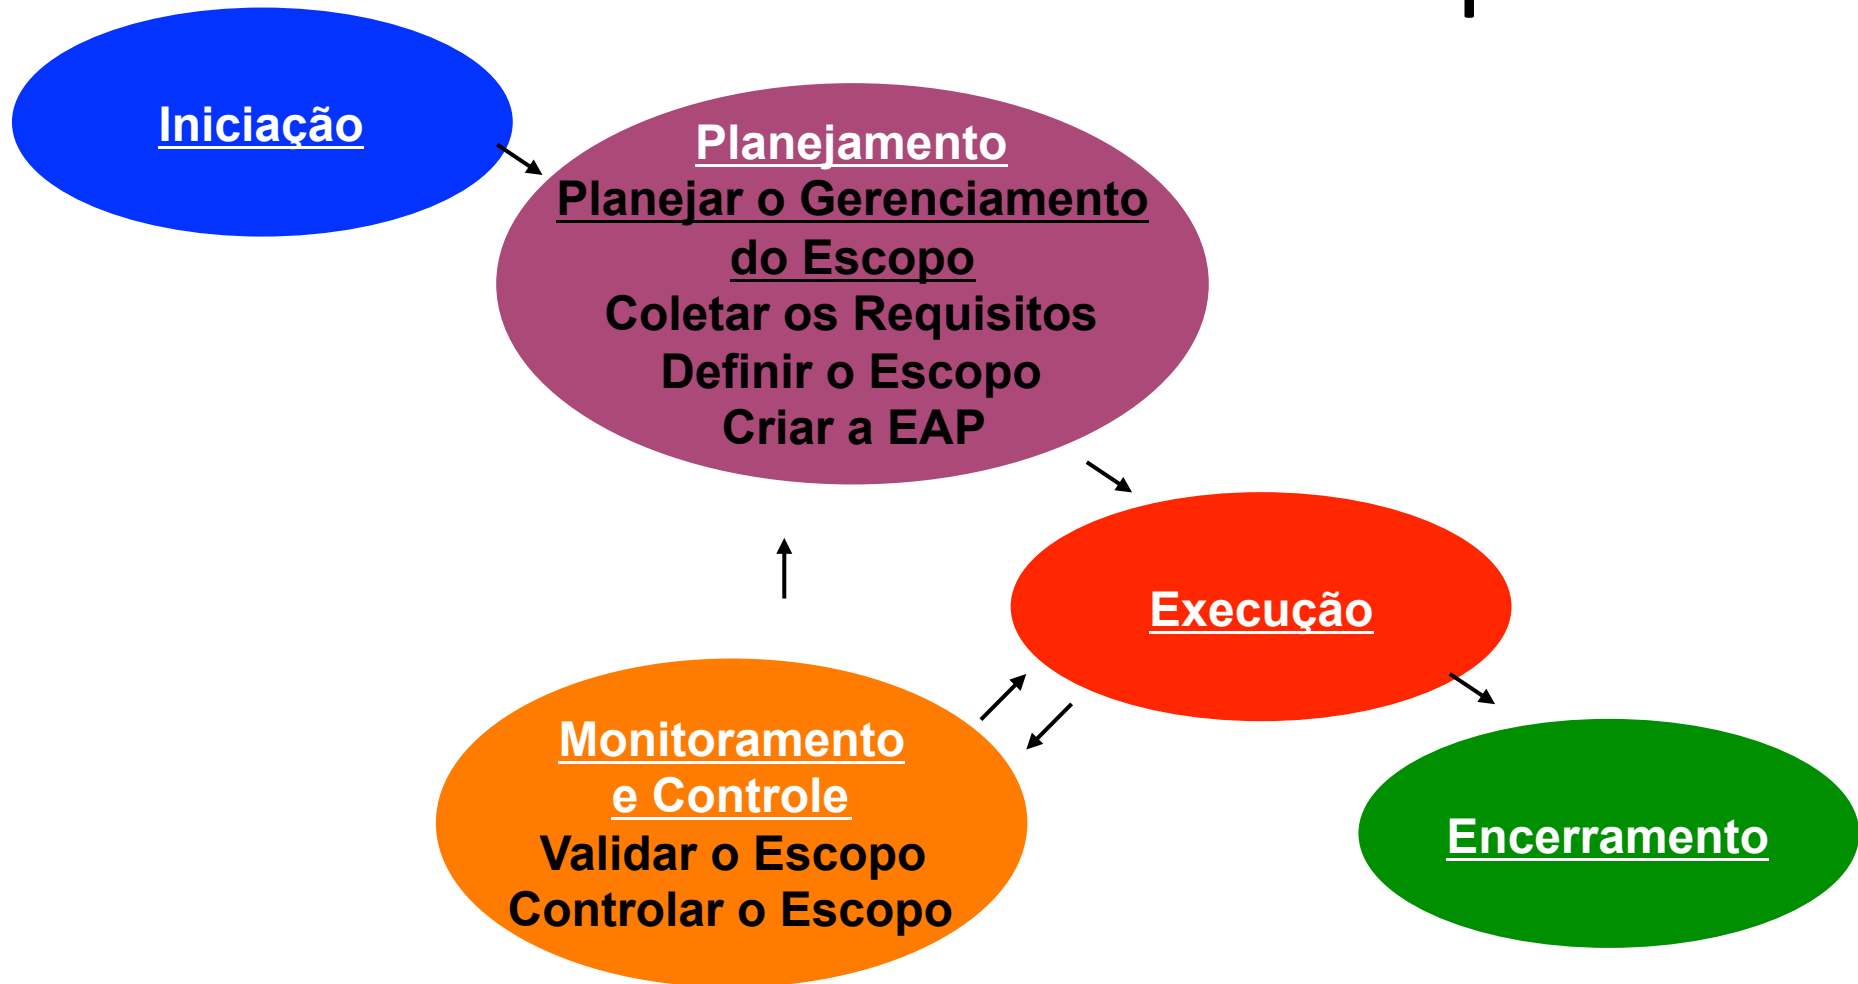 Iniciação
Planejamento
Planejar o Gerenciamento
do Escopo
Coletar os Requisitos
Definir o Escopo
Criar a EAP
Execução
Monitoramento
e Controle
Validar o Escopo
Controlar o Escopo
Encerramento